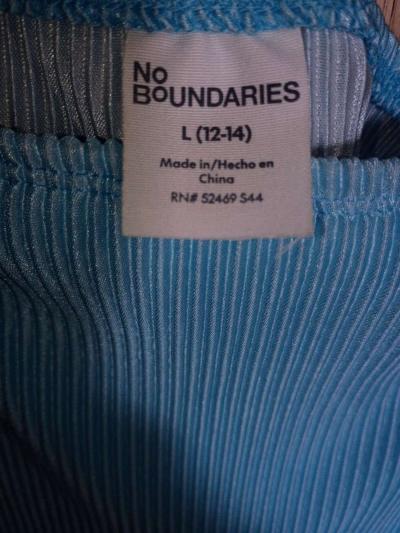 No
BOUNDARIES
L (12-14)
Made in/Hecho en
China
RN# 52469 S44